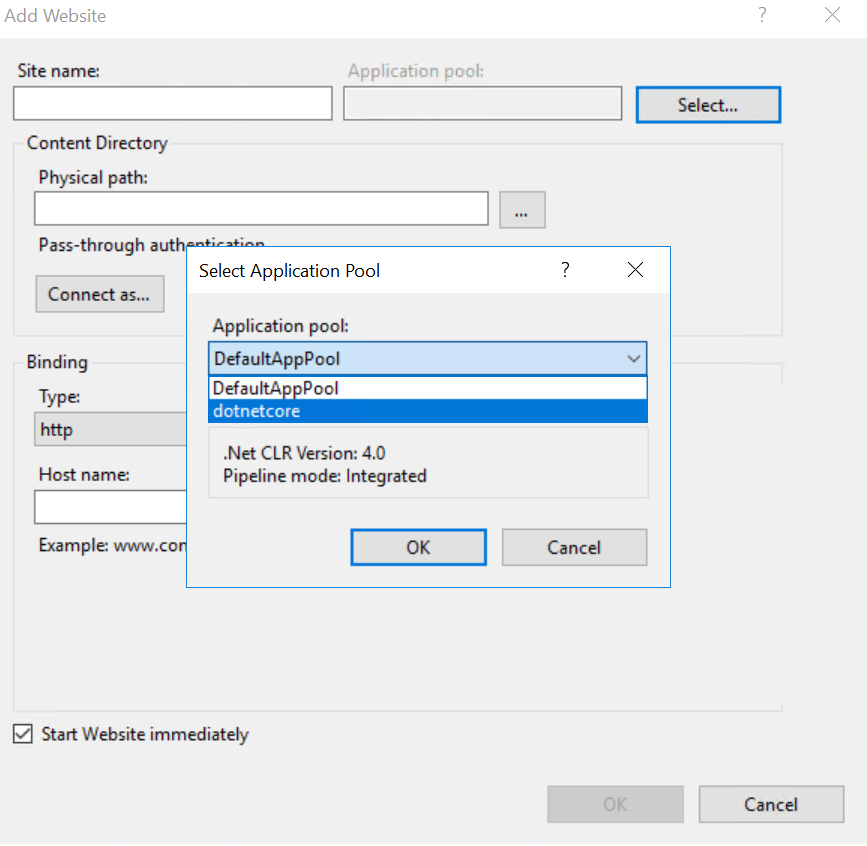 Add Website ? ×
Site name: Application pool:
Select...
Content Directory
Physical path:
...
Pass-through authentication
Connect as...
Select Application Pool ? ×
Application pool:
DefaultAppPool
DefaultAppPool
dotnetcore
.Net CLR Version: 4.0
Pipeline mode: Integrated
OK Cancel
Binding
Type:
http
Host name:
Example: www.con
Start Website immediately
OK Cancel